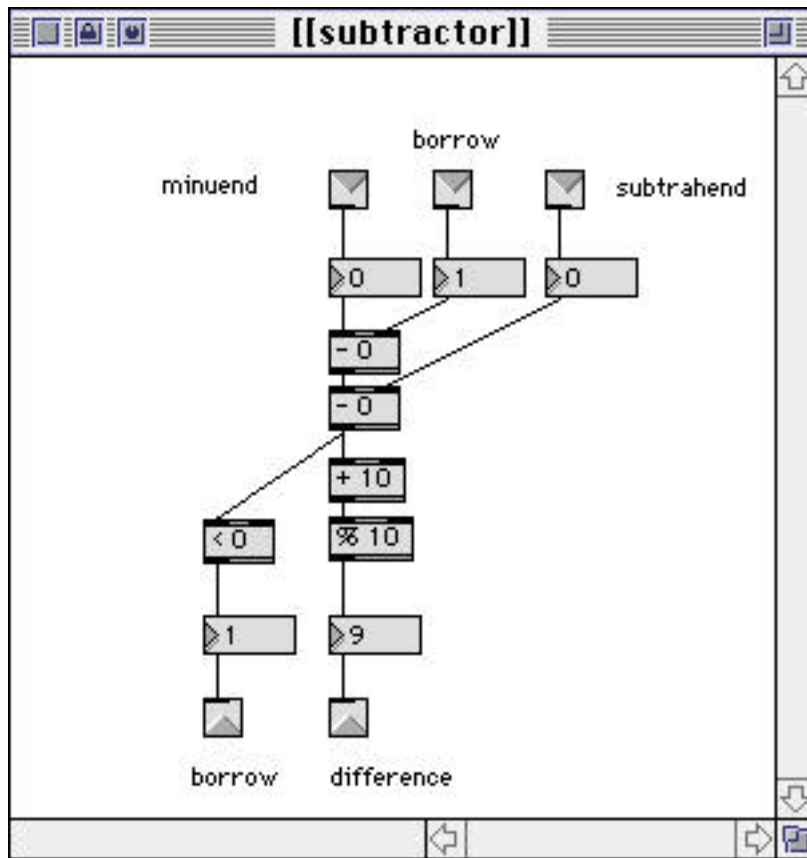 [[subtractor]]
borrow
minuend
subtrahend
0
1
0
- 0
- 0
+ 10
< 0
% 10
1
9
borrow
difference